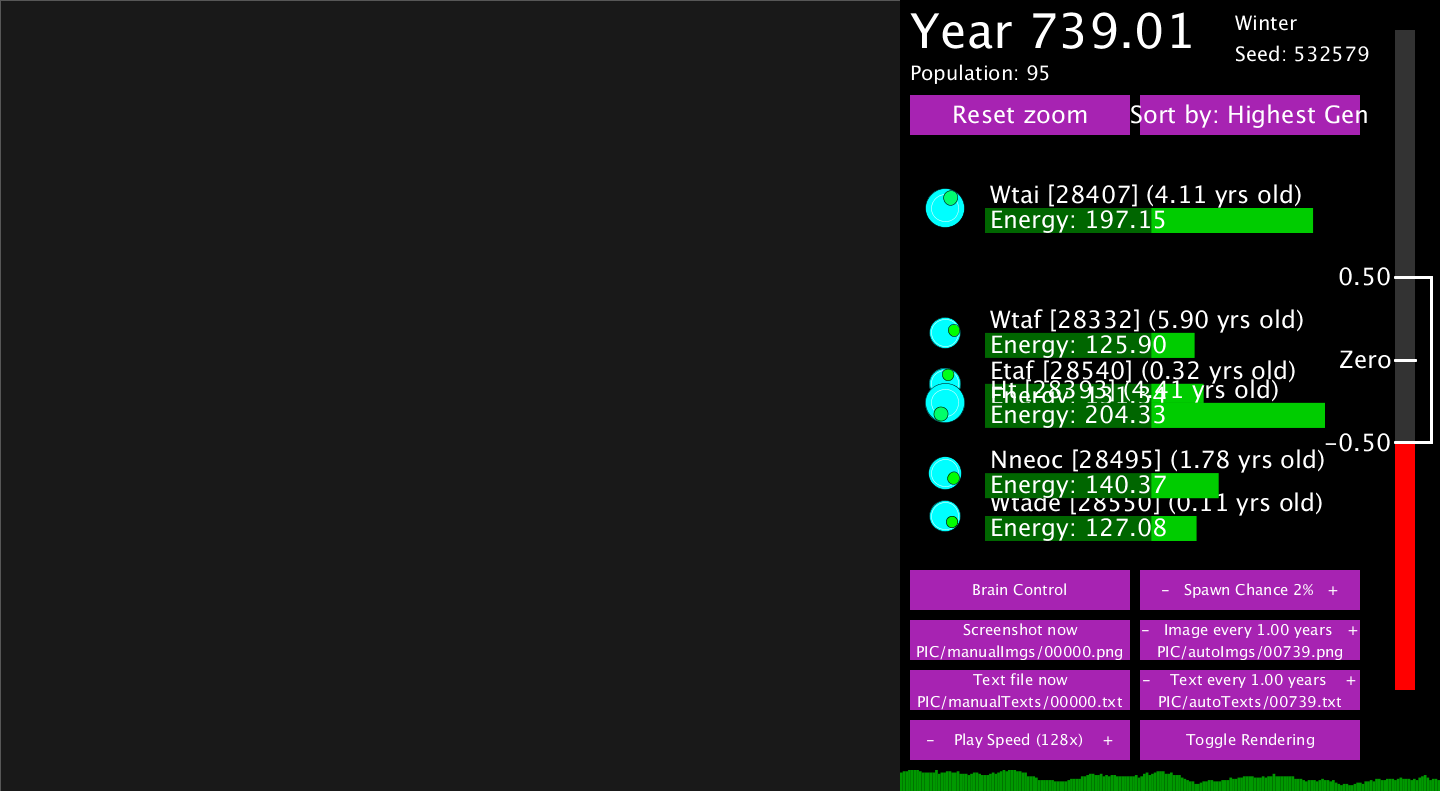 Year 739.01
Winter
Seed: 532579
Population: 95
Reset zoom
Sort by: Highest Gen
Wtai [28407] (4.11 yrs old)
Energy: 197.15
0.50
Wtaf [28332] (5.90 yrs old)
Energy: 125.90
Zero
Etaf [28540] (0.32 yrs old)
Energy: 131.34
Ht [28393] (4.41 yrs old)
Energy: 204.33
-0.50
Nneoc [28495] (1.78 yrs old)
Energy: 140.37
Wtade [28550] (0.11 yrs old)
Energy: 127.08
Brain Control
- Spawn Chance 2% +
Screenshot now
PIC/manualImgs/00000.png
- Image every 1.00 years +
PIC/autoImgs/00739.png
Text file now
PIC/manualTexts/00000.txt
- Text every 1.00 years +
PIC/autoTexts/00739.txt
- Play Speed (128x) +
Toggle Rendering